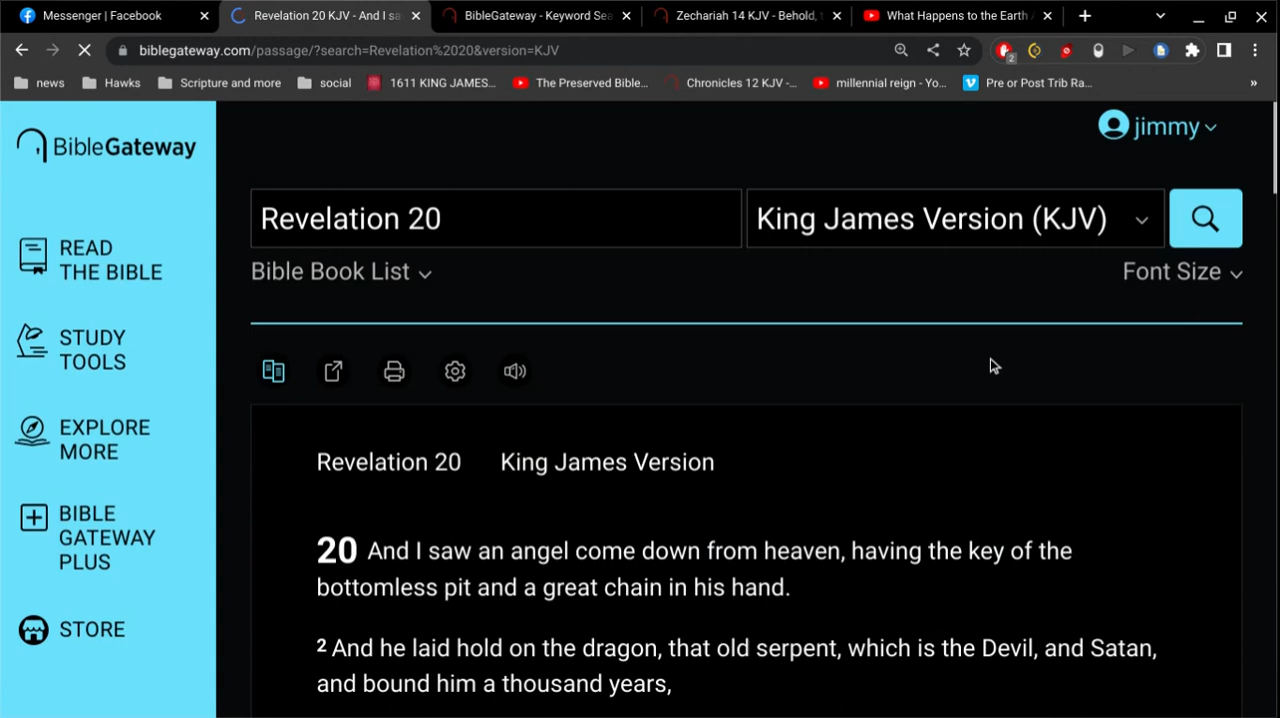 Messenger | Facebook
Revelation 20 KJV - And I sa
BibleGateway - Keyword Sea
Zechariah 14 KJV - Behold, t
What Happens to the Earth
biblegateway.com/passage/?search=Revelation%2020&version=KJV
2
news
Hawks
Scripture and more
social
1611 KING JAMES...
The Preserved Bible...
Chronicles 12 KJV -...
millennial reign - Yo...
Pre or Post Trib Ra...
»
BibleGateway
jimmy
Revelation 20
King James Version (KJV)
Bible Book List
Font Size
READ
THE BIBLE
STUDY
TOOLS
EXPLORE
MORE
BIBLE
GATEWAY
PLUS
STORE
Revelation 20 King James Version
20 And I saw an angel come down from heaven, having the key of the
bottomless pit and a great chain in his hand.
2 And he laid hold on the dragon, that old serpent, which is the Devil, and Satan,
and bound him a thousand years,